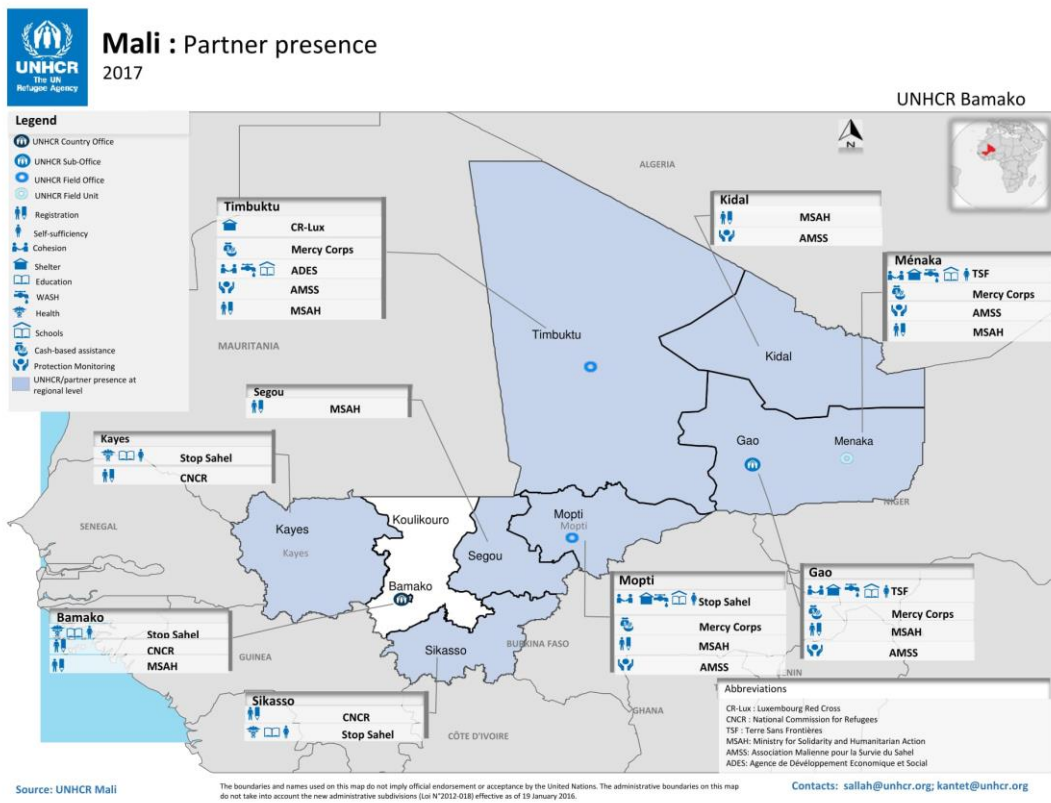 UNHCR
The UN
Refugee Agency
Mali : Partner presence
2017
UNHCR Bamako
Legend
UNHCR Country Office
UNHCR Sub-Office
UNHCR Field Office
UNHCR Field Unit
Registration
Self-sufficiency
Cohesion
Shelter
Education
WASH
Health
Schools
Cash-based assistance
Protection Monitoring
UNHCR/partner presence at
regional level
N
ALGERIA
MAURITANIA
SENEGAL
GUINEA
CÔTE D'IVOIRE
BURKINA FASO
GHANA
NIGER
NIN
Timbuktu
CR-Lux
Mercy Corps
ADES
AMSS
MSAH
Kidal
MSAH
AMSS
Ménaka
TSF
Mercy Corps
AMSS
MSAH
Segou
MSAH
Kayes
Stop Sahel
CNCR
Timbuktu
Kidal
Gao
Menaka
Mopti
Mopti
Segou
Koulikouro
Kayes
Kayes
Bamako
Sikasso
Bamako
Stop Sahel
CNCR
MSAH
Sikasso
CNCR
Stop Sahel
Mopti
Stop Sahel
Mercy Corps
MSAH
AMSS
Gao
TSF
Mercy Corps
MSAH
AMSS
Abbreviations
CR-Lux : Luxembourg Red Cross
CNCR : National Commission for Refugees
TSF : Terre Sans Frontières
MSAH: Ministry for Solidarity and Humanitarian Action
AMSS: Association Malienne pour la Survie du Sahel
ADES: Agence de Dévéloppement Economique et Social
Source: UNHCR Mali
The boundaries and names used on this map do not imply official endorsement or acceptance by the United Nations. The administrative boundaries on this map
do not take into account the new administrative subdivisions (Loi N°2012-018) effective as of 19 January 2016.
Contacts: sallah@unhcr.org; kantet@unhcr.org